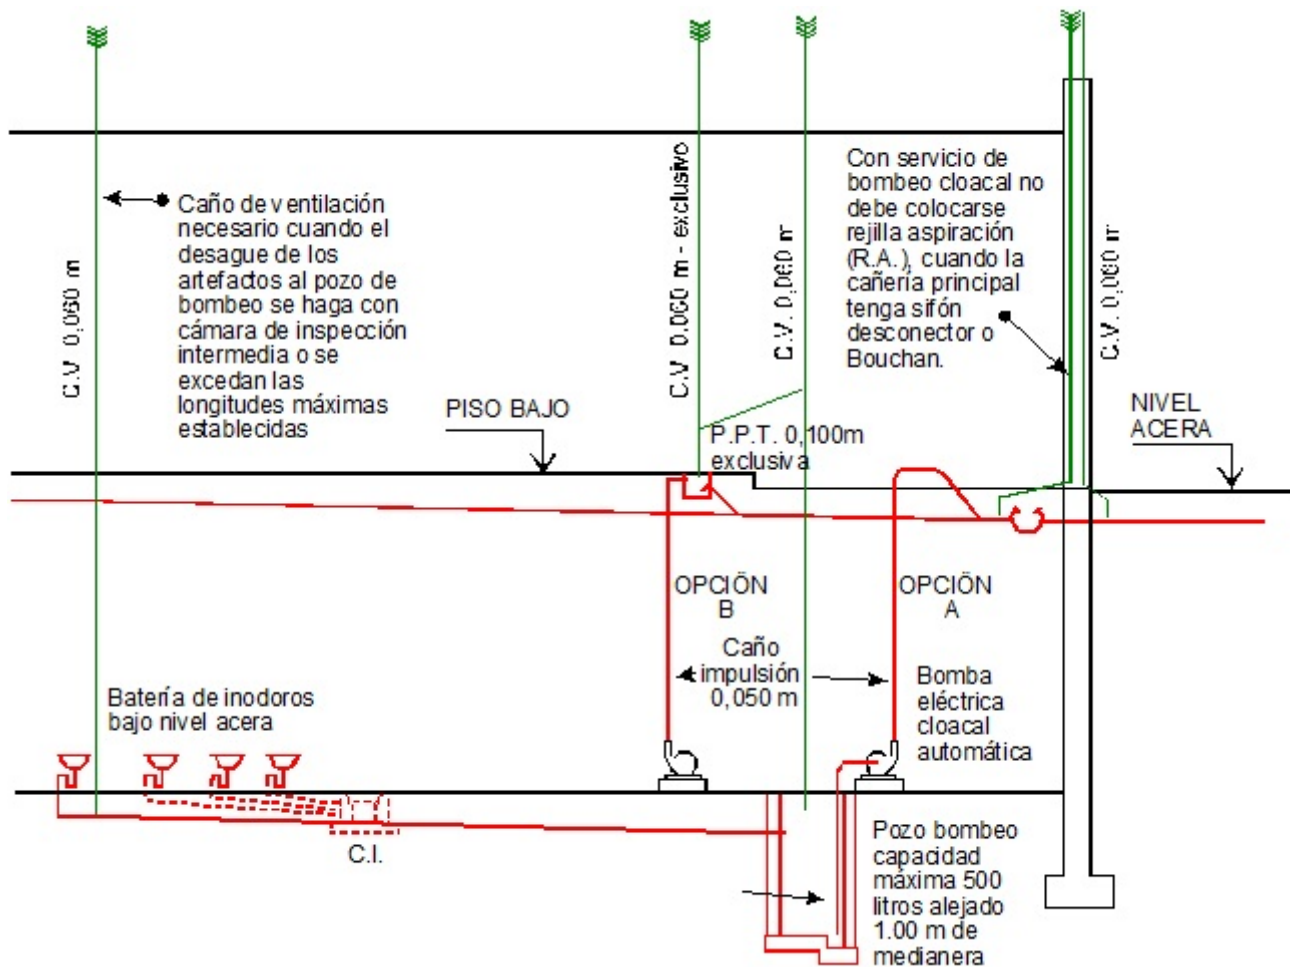 Caño de ventilación
necesario cuando el
desague de los
artefactos al pozo de
bombeo se haga con
cámara de inspección
intermedia o se
excedan las
longitudes máximas
establecidas
C.V. 0,060 m
C.V. 0.060 m - exclusivo
C.V. 0,060 m
Con servicio de
bombeo cloacal no
debe colocarse
rejilla aspiración
(R.A.), cuando la
cañería principal
tenga sifón
desconector o
Bouchan.
C.V. 0,060 m
PISO BAJO
P.P.T. 0,100m
exclusiva
NIVEL
ACERA
OPCIÓN
B
OPCIÓN
A
Caño
impulsión
0,050 m
Bomba
eléctrica
cloacal
automática
Batería de inodoros
bajo nivel acera
C.I.
Pozo bombeo
capacidad
máxima 500
litros alejado
1.00 m de
medianera